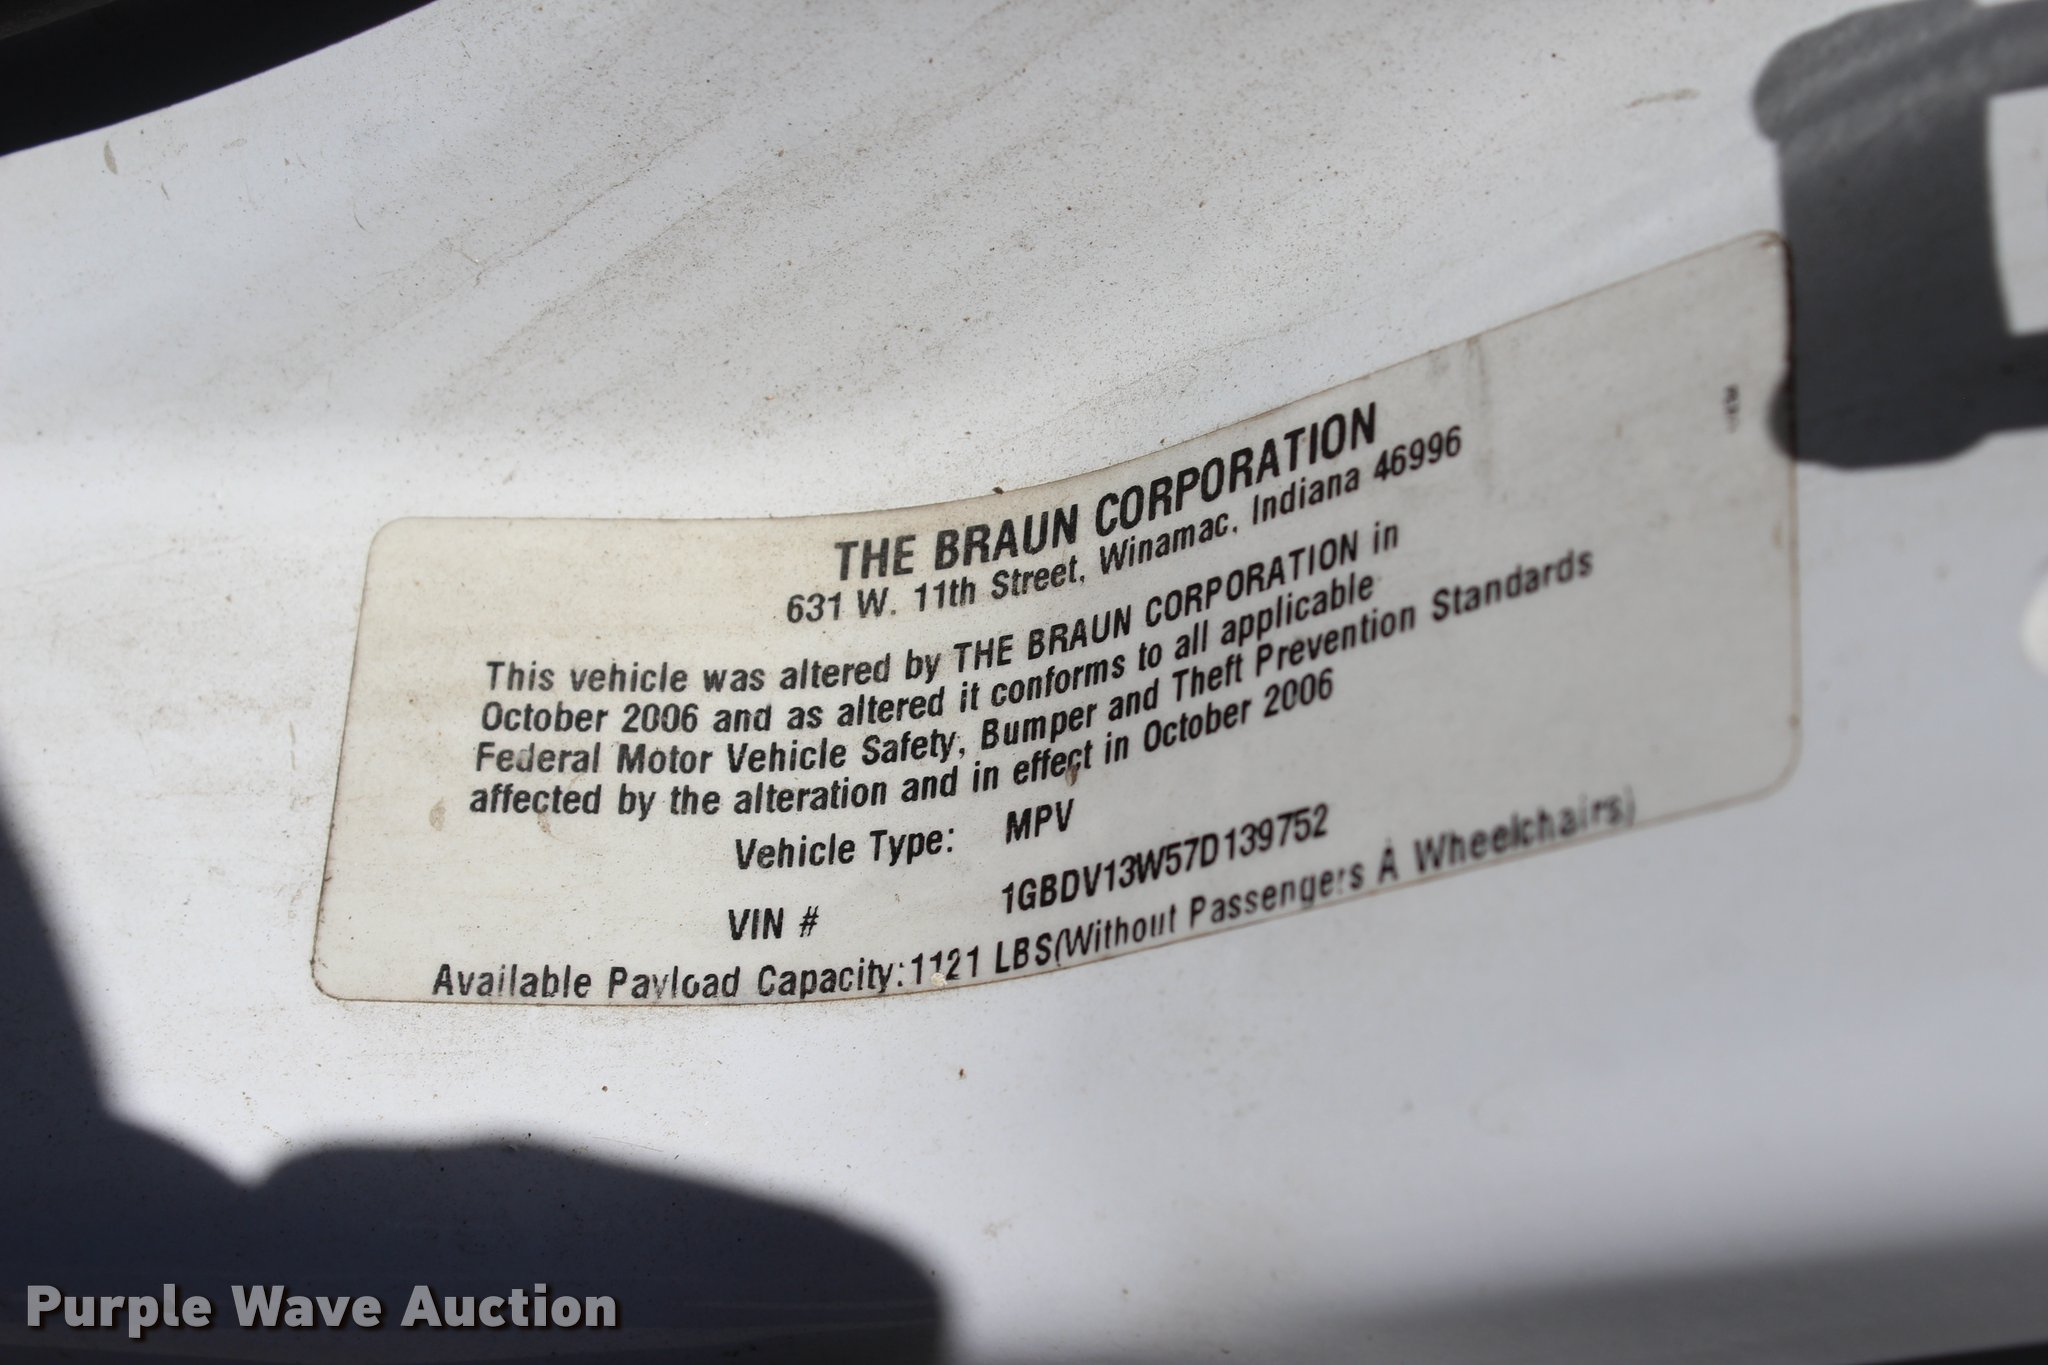 THE BRAUN CORPORATION
631 W. 11th Street, Winamac, Indiana 46996
This vehicle was altered by THE BRAUN CORPORATION in
October 2006 and as altered it conforms to all applicable
Federal Motor Vehicle Safety, Bumper and Theft Prevention Standards
affected by the alteration and in effect in October 2006
Vehicle Type: MPV
VIN # 1GBDV13W57D139752
Available Payload Capacity:1121 LBS(Without Passengers A Wheelchairs)
Purple Wave Auction